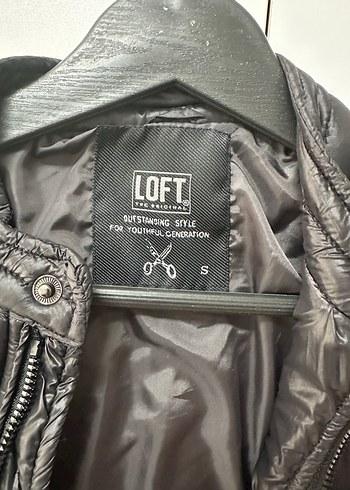 LOFT®
THE ORIGINAL
OUTSTANDING STYLE
FOR YOUTHFUL GENERATION
S